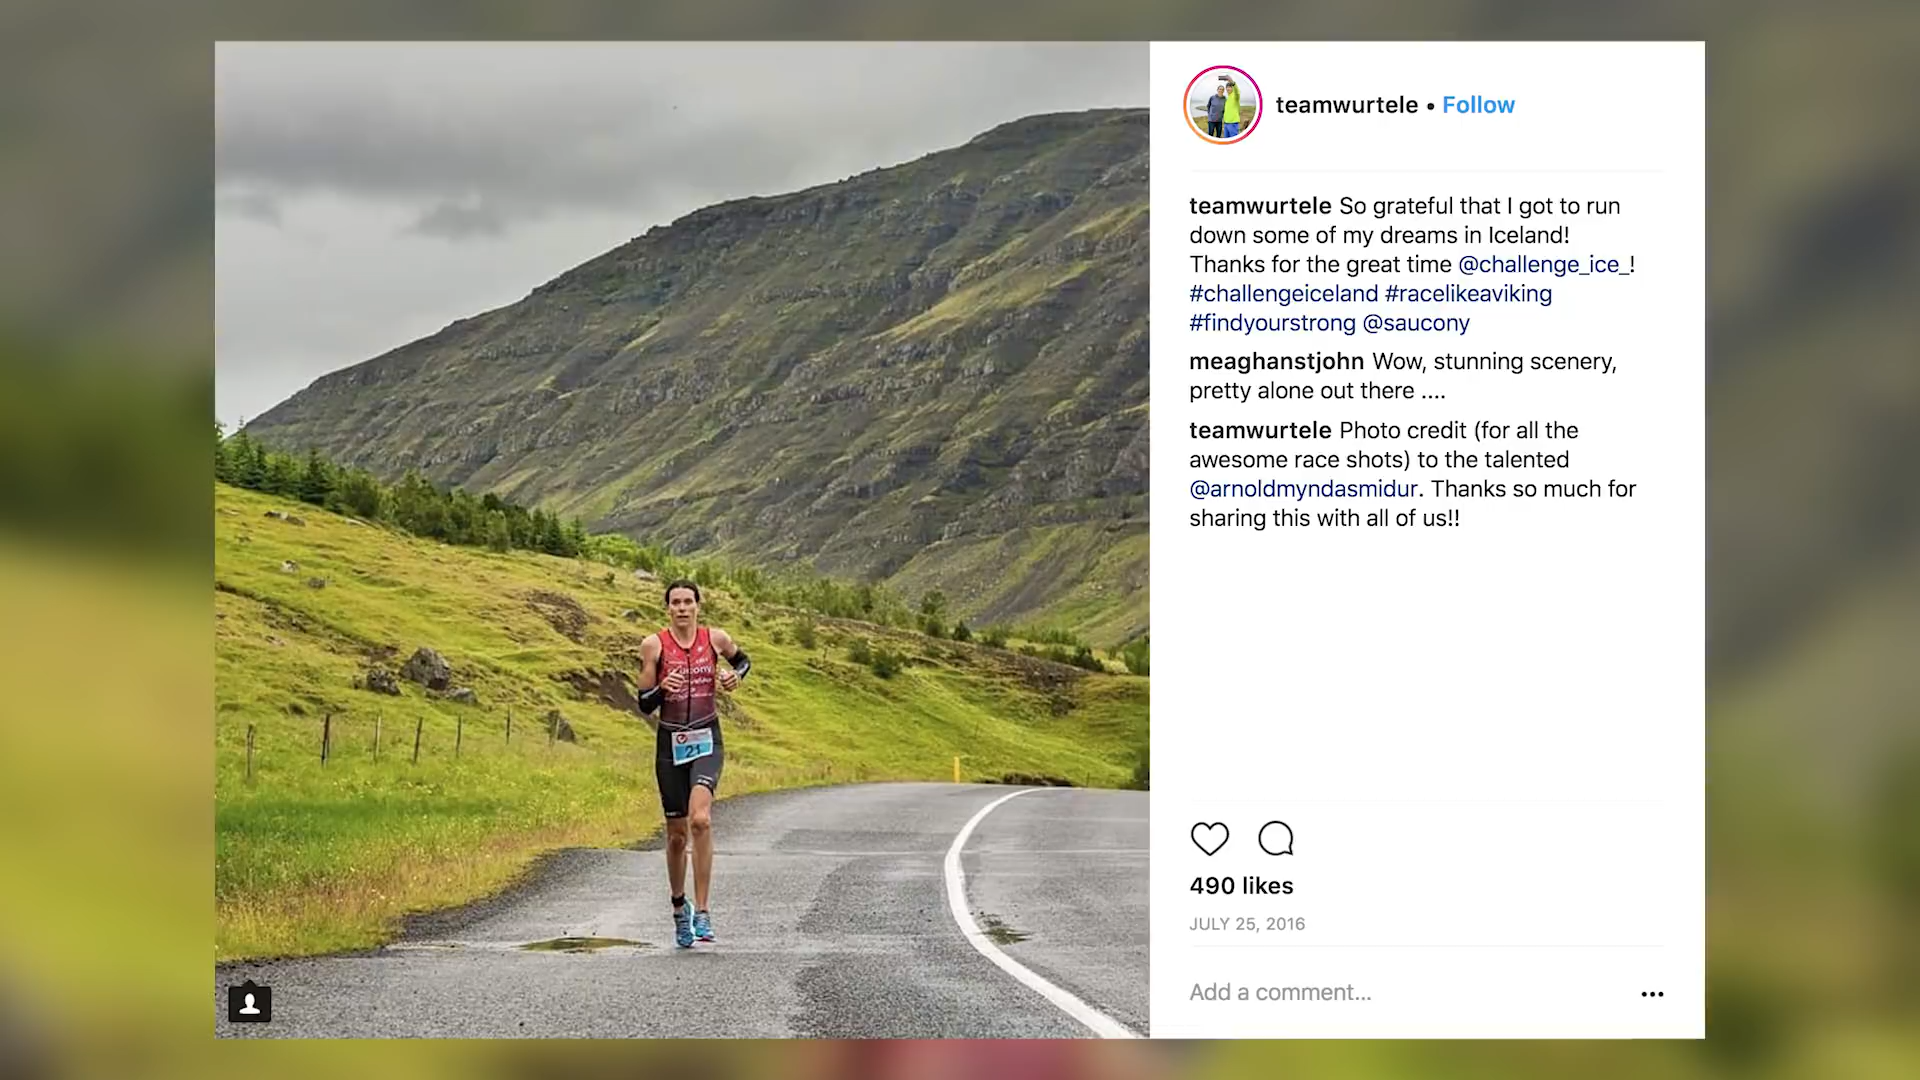 teamwurtele • Follow
teamwurtele So grateful that I got to run
down some of my dreams in Iceland!
Thanks for the great time @challenge_ice_!
#challengeiceland #racelikeaviking
#findyourstrong @saucony
meaghanstjohn Wow, stunning scenery,
pretty alone out there ....
teamwurtele Photo credit (for all the
awesome race shots) to the talented
@arnoldmyndasmidur. Thanks so much for
sharing this with all of us!!
saucony
21
490 likes
JULY 25, 2016
Add a comment...